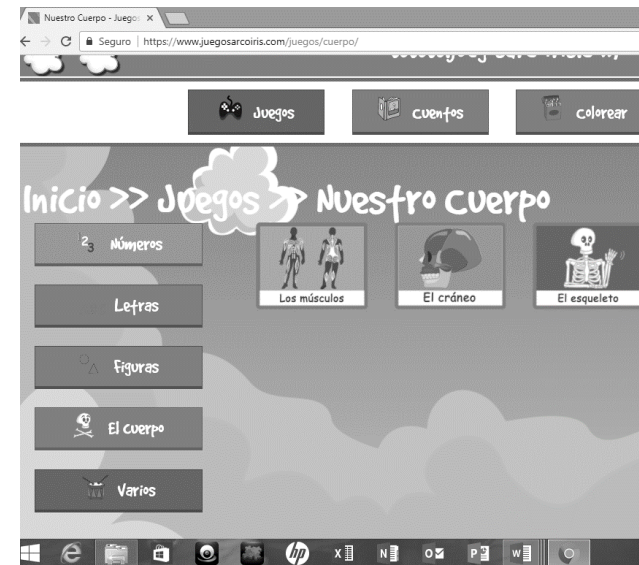 Nuestro Cuerpo - Juego
Seguro | https://www.juegosarcoiris.com/juegos/cuerpo/
Juegos
Cuentos
Colorear
Inicio >> Juegos >> Nuestro Cuerpo
Números
Letras
Figuras
El Cuerpo
Varios
Los músculos
El cráneo
El esqueleto